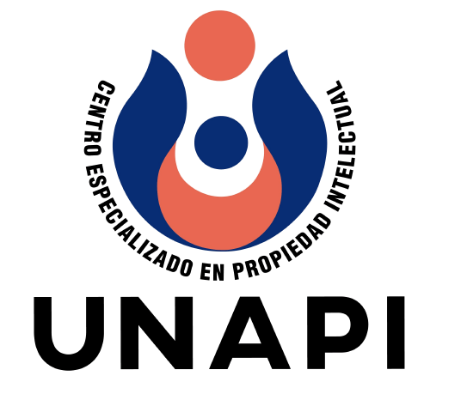 CENTRO ESPECIALIZADO EN PROPIEDAD INTELECTUAL
UNAPI